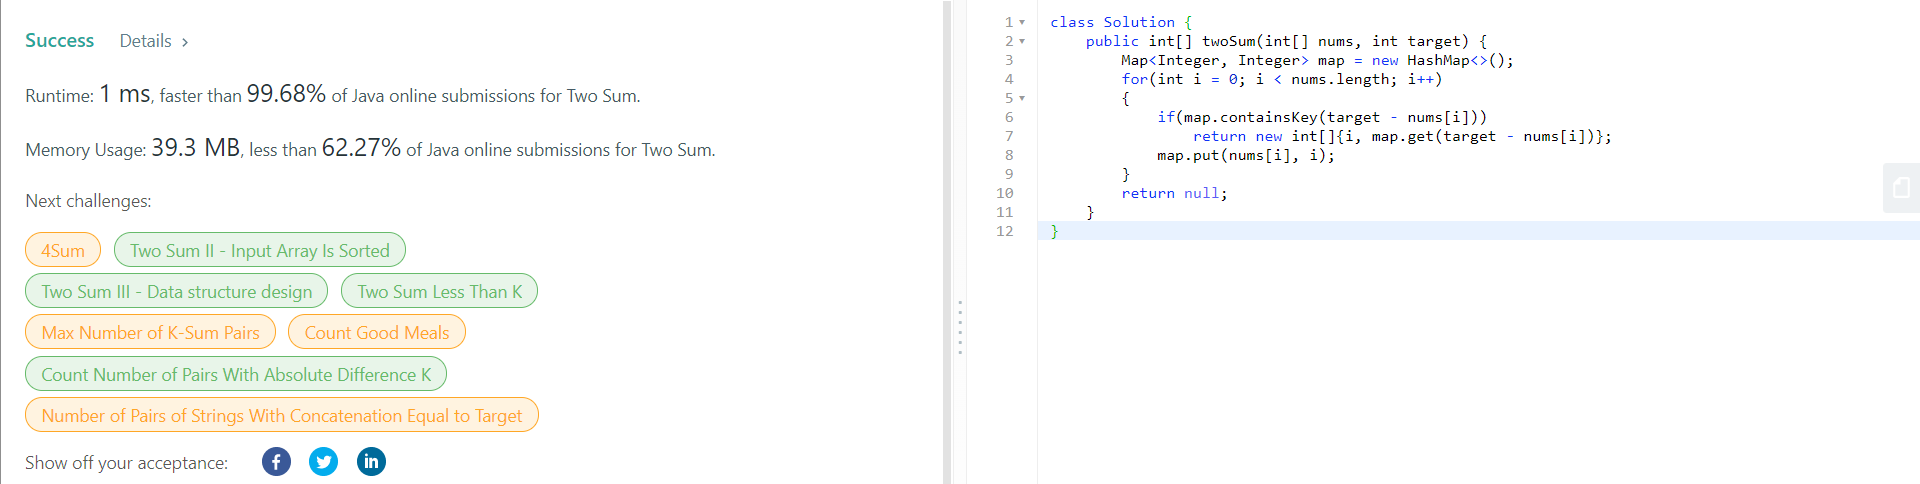 Success Details >
Runtime: 1 ms, faster than 99.68% of Java online submissions for Two Sum.
Memory Usage: 39.3 MB, less than 62.27% of Java online submissions for Two Sum.
Next challenges:
4Sum Two Sum II - Input Array Is Sorted
Two Sum III - Data structure design Two Sum Less Than K
Max Number of K-Sum Pairs Count Good Meals
Count Number of Pairs With Absolute Difference K
Number of Pairs of Strings With Concatenation Equal to Target
Show off your acceptance: f in
1 class Solution {
2 public int[] twoSum(int[] nums, int target) {
3 Map<Integer, Integer> map = new HashMap<>();
4 for(int i = 0; i < nums.length; i++)
5 {
6 if(map.containsKey(target - nums[i]))
7 return new int[]{i, map.get(target - nums[i])};
8 map.put(nums[i], i);
9 }
10 return null;
11 }
12 }